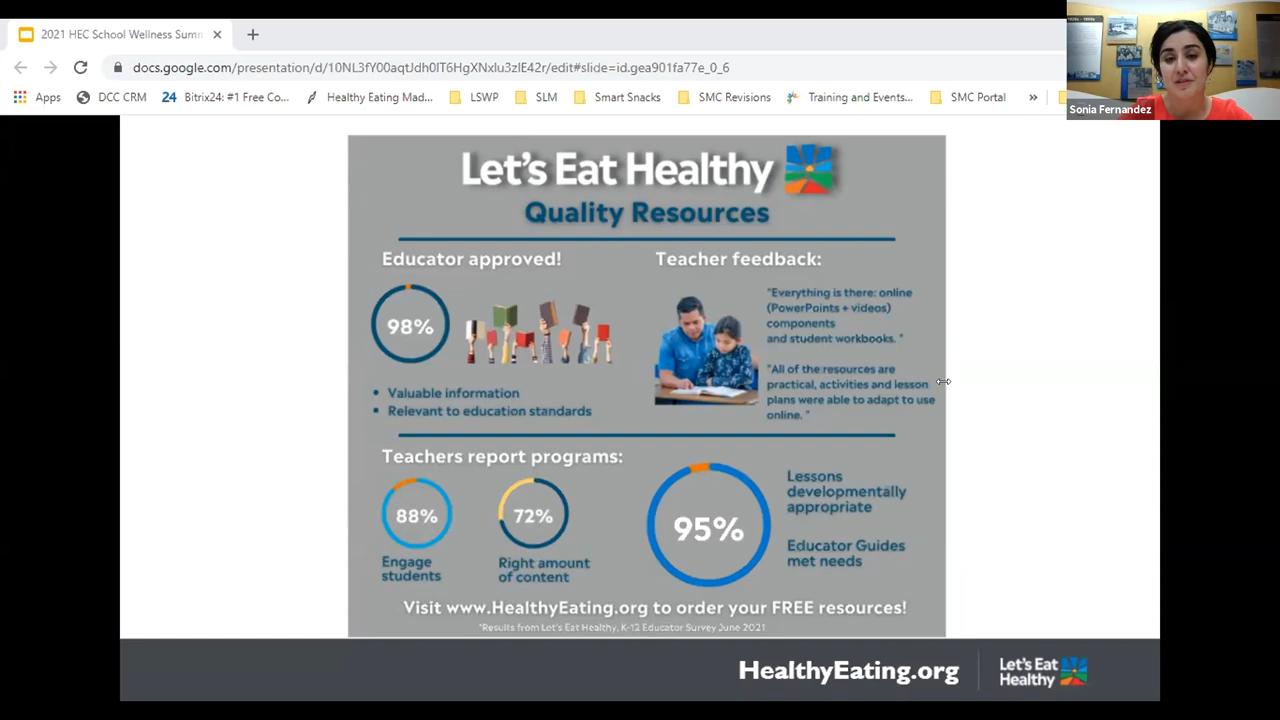 2021 HEC School Wellness Sum
docs.google.com/presentation/d/10NL3fY00aqtJdh0lT6HgXNxlu3zlE42r/edit#slide=id.gea901fa77e_0_6
Apps
DCC CRM
24 Bitrix24: #1 Free Co...
Healthy Eating Mad...
LSWP
SLM
Smart Snacks
SMC Revisions
Training and Events...
SMC Portal
»
Sonia Fernandez
Let's Eat Healthy
Quality Resources
Educator approved!
98%
• Valuable information
• Relevant to education standards
Teacher feedback:
"Everything is there: online
(PowerPoints + videos)
components
and student workbooks. "
"All of the resources are
practical, activities and lesson
plans were able to adapt to use
online. "
Teachers report programs:
88%
Engage
students
72%
Right amount
of content
95%
Lessons
developmentally
appropriate
Educator Guides
met needs
Visit www.HealthyEating.org to order your FREE resources!
*Results from Let's Eat Healthy, K-12 Educator Survey June 2021
HealthyEating.org
Let's Eat
Healthy